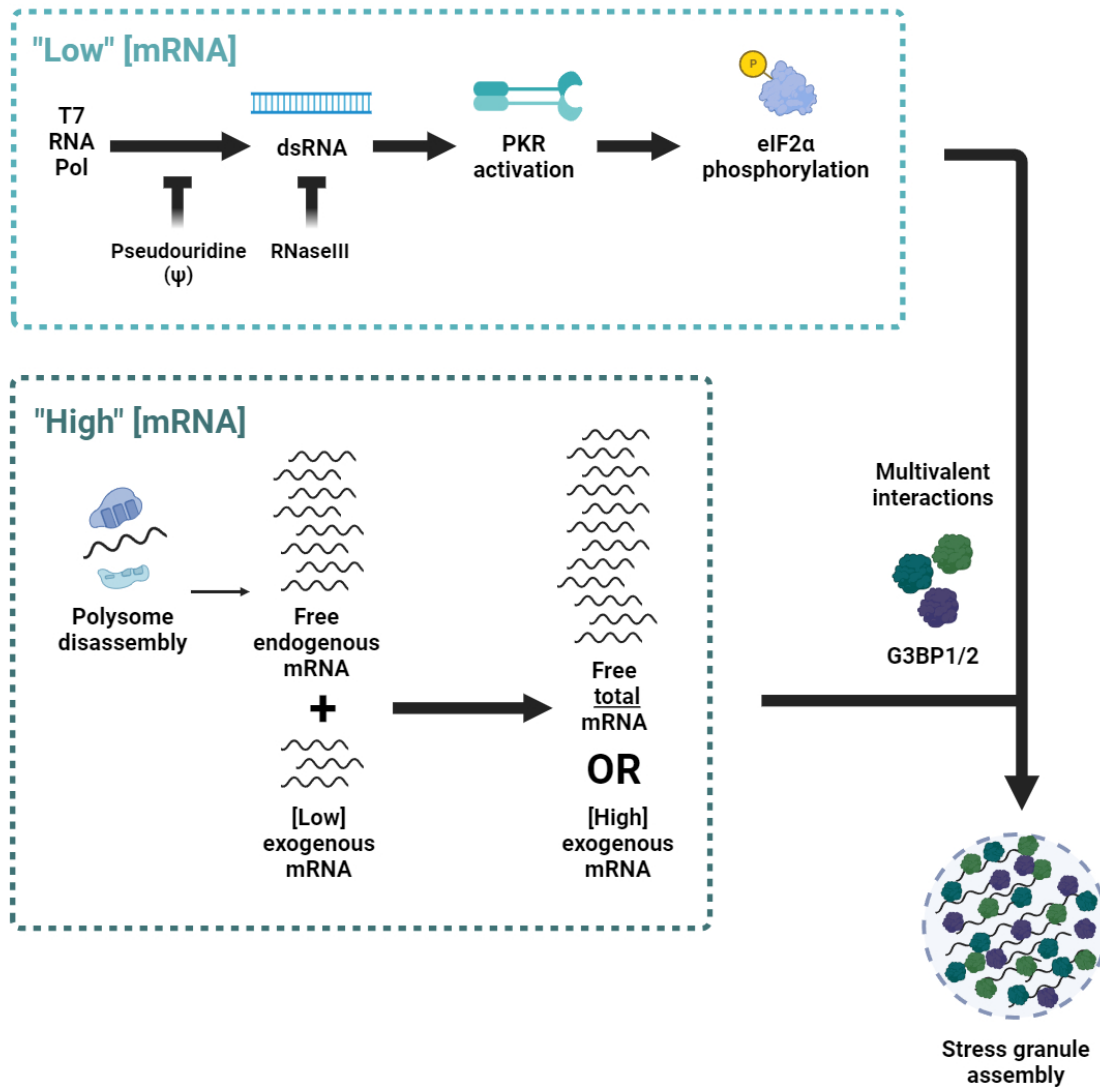 "Low" [mRNA]
T7
RNA
Pol
dsRNA
PKR
activation
P
eIF2α
phosphorylation
Pseudouridine
(ψ)
RNaseIII
"High" [mRNA]
Polysome
disassembly
Free
endogenous
mRNA
+
[Low]
exogenous
mRNA
Free
total
mRNA
OR
[High]
exogenous
mRNA
Multivalent
interactions
G3BP1/2
Stress granule
assembly